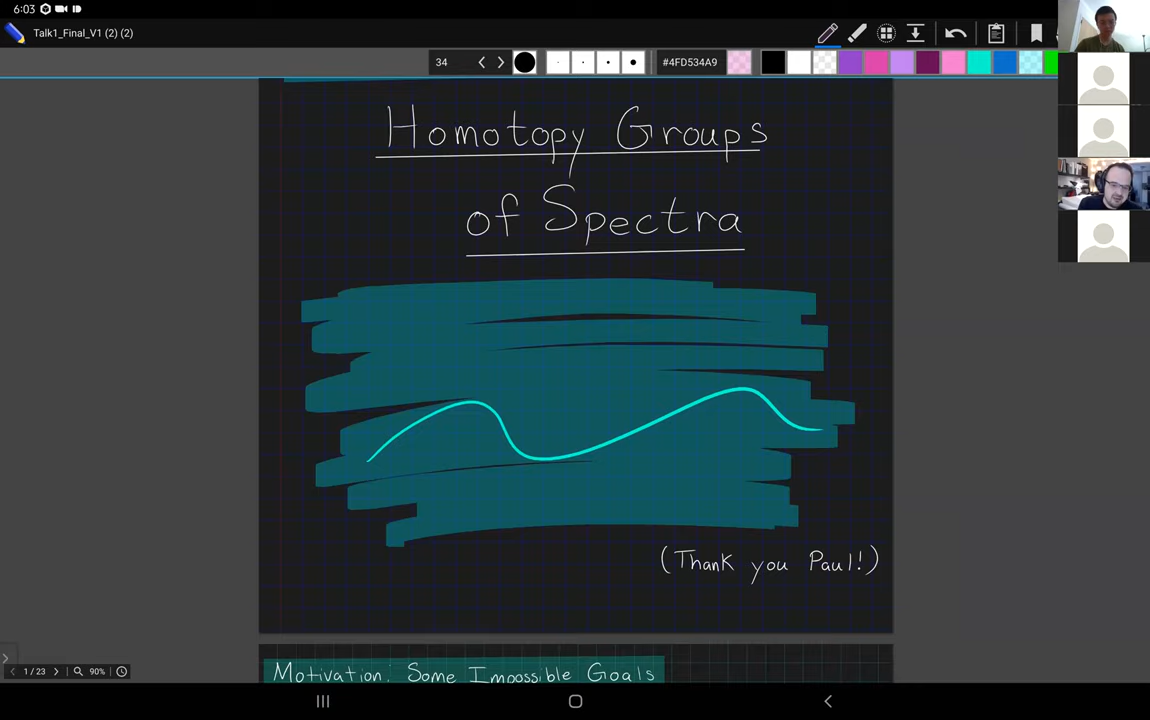 6:03
Talk1_Final_V1 (2) (2)
34
#4FD534A9
Homotopy Groups
of Spectra
(Thank you Paul!)
1 / 23
90%
Motivation: Some Impossible Goals